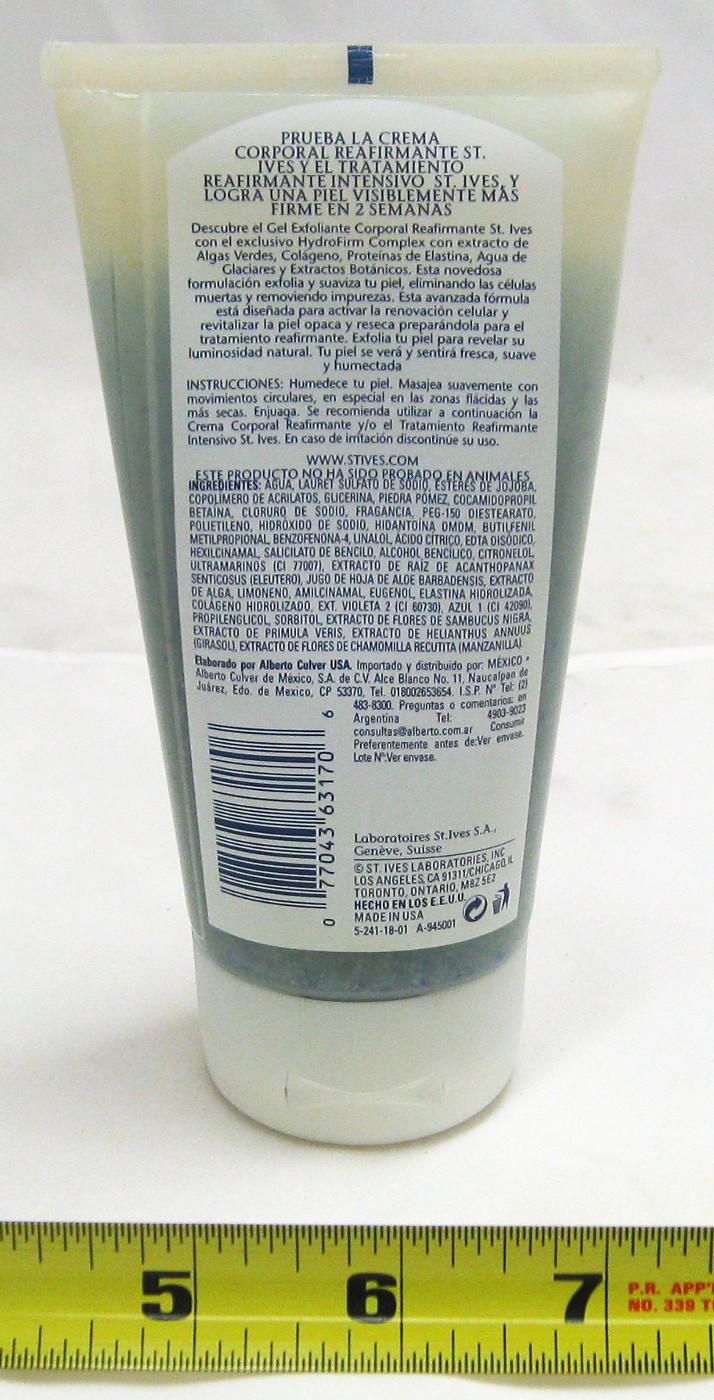 PRUEBA LA CREMA
CORPORAL REAFIRMANTE ST.
IVES Y EL TRATAMIENTO
REAFIRMANTE INTENSIVO ST. IVES, Y
LOGRA UNA PIEL VISIBLEMENTE MÁS
FIRME EN 2 SEMANAS
Descubre el Gel Exfoliante Corporal Reafirmante St. Ives
con el exclusivo HydroFirm Complex con extracto de
Algas Verdes, Colágeno, Proteínas de Elastina, Agua de
Glaciares y Extractos Botánicos. Esta novedosa
formulación exfolia y suaviza tu piel, eliminando las células
muertas y removiendo impurezas. Esta avanzada fórmula
está diseñada para activar la renovación celular y
revitalizar la piel opaca y reseca preparándola para el
tratamiento reafirmante. Exfolia tu piel para revelar su
luminosidad natural. Tu piel se verá y sentirá fresca, suave
y humectada
INSTRUCCIONES: Humedece tu piel. Masajea suavemente con
movimientos circulares, en especial en las zonas flácidas y las
más secas. Enjuaga. Se recomienda utilizar a continuación la
Crema Corporal Reafirmante y/o el Tratamiento Reafirmante
Intensivo St. Ives. En caso de irritación discontinúe su uso.
WWW.STIVES.COM
ESTE PRODUCTO NO HA SIDO PROBADO EN ANIMALES
INGREDIENTES: AGUA, LAURET SULFATO DE SODIO, ESTERES DE JOJOBA,
COPOLIMERO DE ACRILATOS, GLICERINA, PIEDRA POMEZ, COCAMIDOPROPIL
BETAINA, CLORURO DE SODIO, FRAGANCIA, PEG-150 DIESTEARATO,
POLIETILENO, HIDRÓXIDO DE SODIO, HIDANTOÍNA DMDM, BUTILFENIL
METILPROPIONAL, BENZOFENONA-4, LINALOL, ÁCIDO CÍTRICO, EDTA DISÓDICO,
HEXILCINAMAL, SALICILATO DE BENCILO, ALCOHOL BENCÍLICO, CITRONELOL,
ULTRAMARINOS (CI 77007), EXTRACTO DE RAÍZ DE ACANTHOPANAX
SENTICOSUS (ELEUTERO), JUGO DE HOJA DE ALOE BARBADENSIS, EXTRACTO
DE ALGA, LIMONENO, AMILCINAMAL, EUGENOL, ELASTINA HIDROLIZADA,
COLÁGENO HIDROLIZADO, EXT. VIOLETA 2 (CI 60730), AZUL 1 (CI 42090),
PROPILENGLICOL, SORBITOL, EXTRACTO DE FLORES DE SAMBUCUS NIGRA,
EXTRACTO DE PRIMULA VERIS, EXTRACTO DE HELIANTHUS ANNUUS
(GIRASOL), EXTRACTO DE FLORES DE CHAMOMILLA RECUTITA (MANZANILLA).
Elaborado por Alberto Culver USA. Importado y distribuido por: MÉXICO *
Alberto Culver de México, S.A. de C.V. Alce Blanco No. 11, Naucalpan de
Juárez, Edo. de Mexico, CP 53370, Tel. 018002653654. I.S.P. Nº Tel: (2)
483-8300. Preguntas o comentarios: en
Argentina Tel: 4903-9023
consultas@alberto.com.ar Consumir
Preferentemente antes de:Ver envase.
Lote Nº:Ver envase.
0 77043 63170 6
Laboratoires St.Ives S.A.,
Genève, Suisse
© ST. IVES LABORATORIES, INC
LOS ANGELES, CA 91311/CHICAGO, IL
TORONTO, ONTARIO, M8Z 5E2
HECHO EN LOS E.E.U.U.
MADE IN USA
5-241-18-01 A-945001
5 6 7
P.R. APP'
NO. 339 T